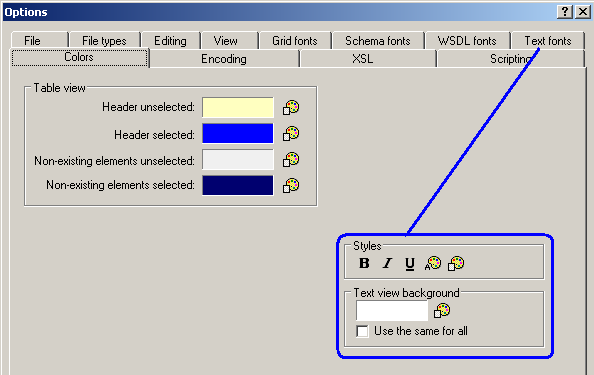 Options
File File types Editing View Grid fonts Schema fonts WSDL fonts Text fonts
Colors Encoding XSL Scripting
Table view
Header unselected:
Header selected:
Non-existing elements unselected:
Non-existing elements selected:
Styles
B I U A
Text view background
Use the same for all